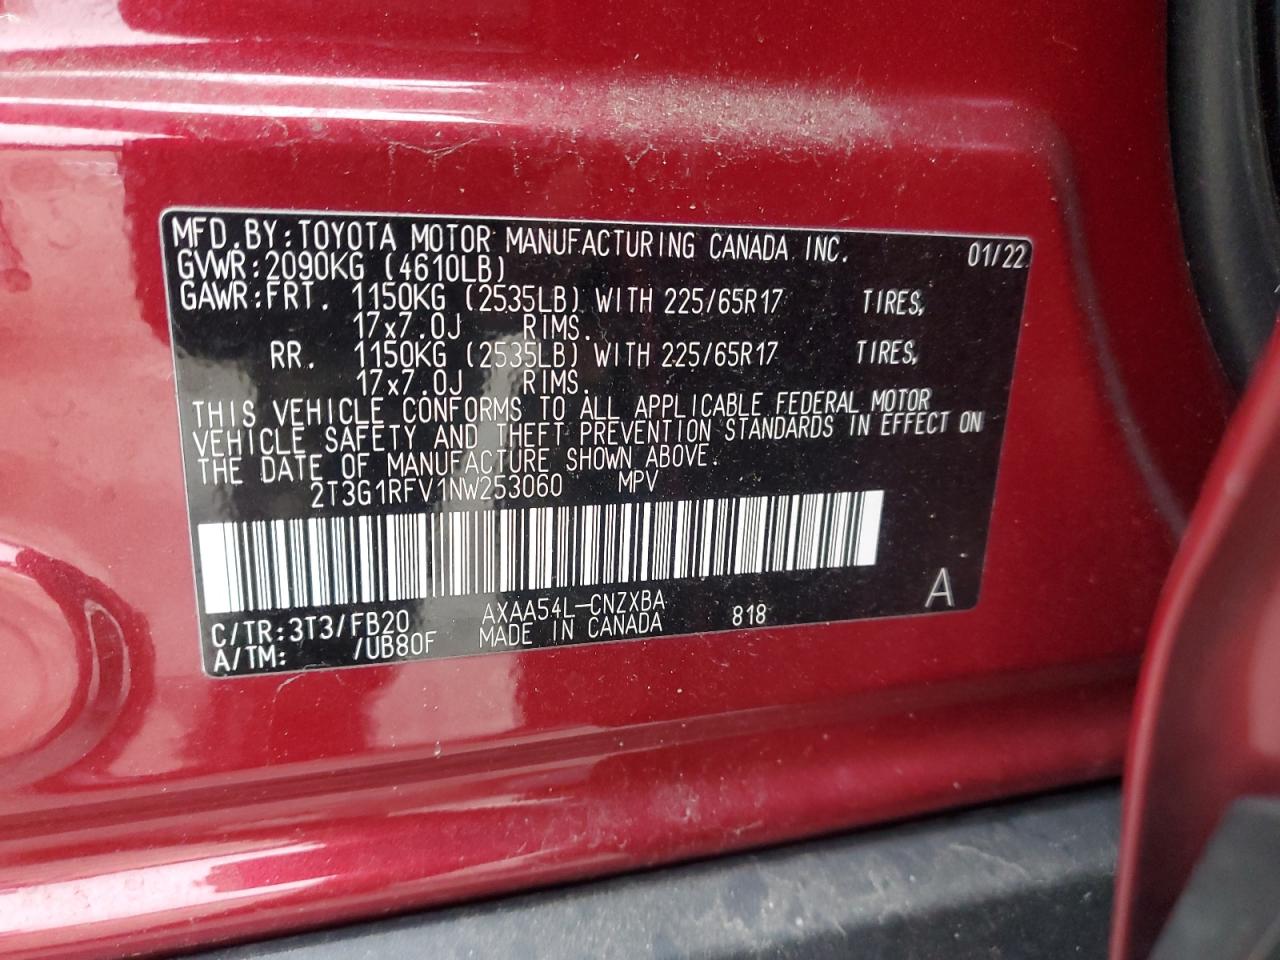 MFD.BY:TOYOTA MOTOR MANUFACTURING CANADA INC. 01/22
GVWR:2090KG (4610LB)
GAWR:FRT. 1150KG (2535LB) WITH 225/65R17 TIRES,
17x7.0J RIMS.
RR. 1150KG (2535LB) WITH 225/65R17 TIRES,
17x7.0J RIMS.
THIS VEHICLE CONFORMS TO ALL APPLICABLE FEDERAL MOTOR
VEHICLE SAFETY AND THEFT PREVENTION STANDARDS IN EFFECT ON
THE DATE OF MANUFACTURE SHOWN ABOVE.
2T3G1RFV1NW253060 MPV
C/TR:3T3/FB20 AXAA54L-CNZXBA 818 A
A/TM: /UB80F MADE IN CANADA